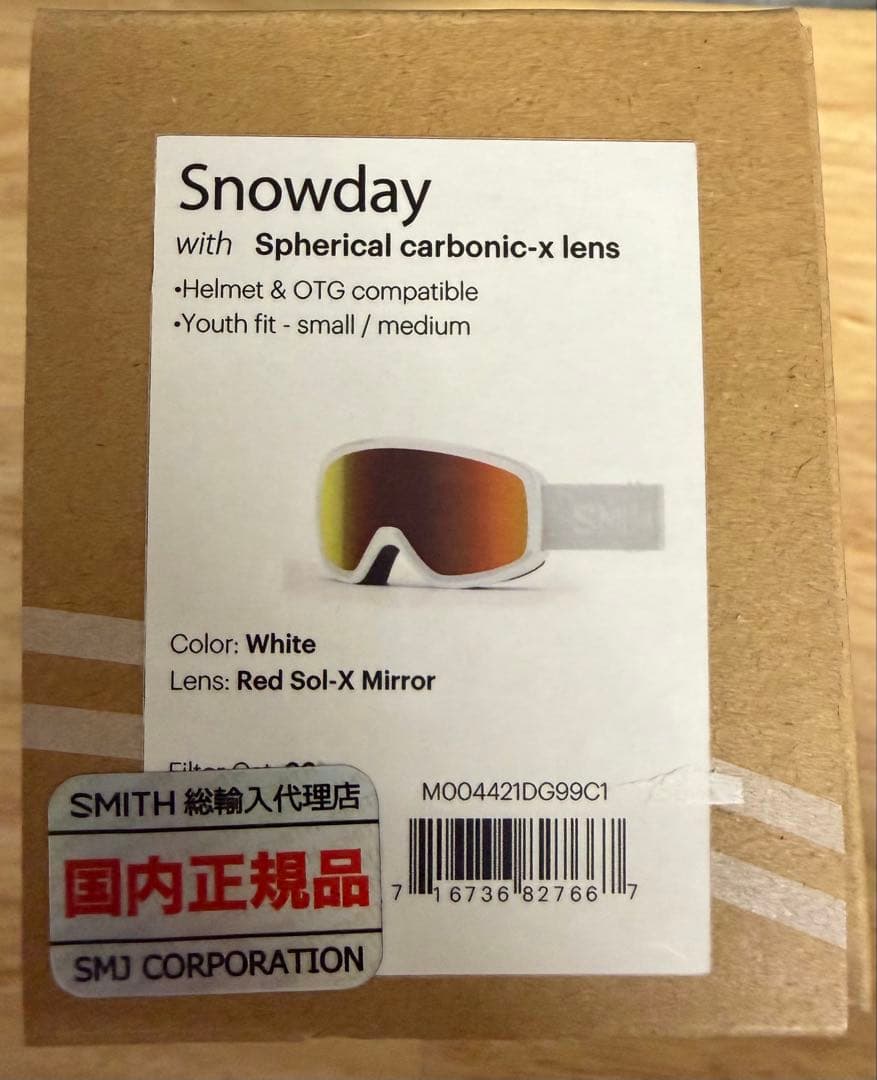 Snowday
with Spherical carbonic-x lens
•Helmet & OTG compatible
•Youth fit - small / medium
SMI
Color: White
Lens: Red Sol-X Mirror
Filter Cat:
SMITH 総輸入代理店
国内正規品
SMJ CORPORATION
M004421DG99C1
7 16736 82766 7